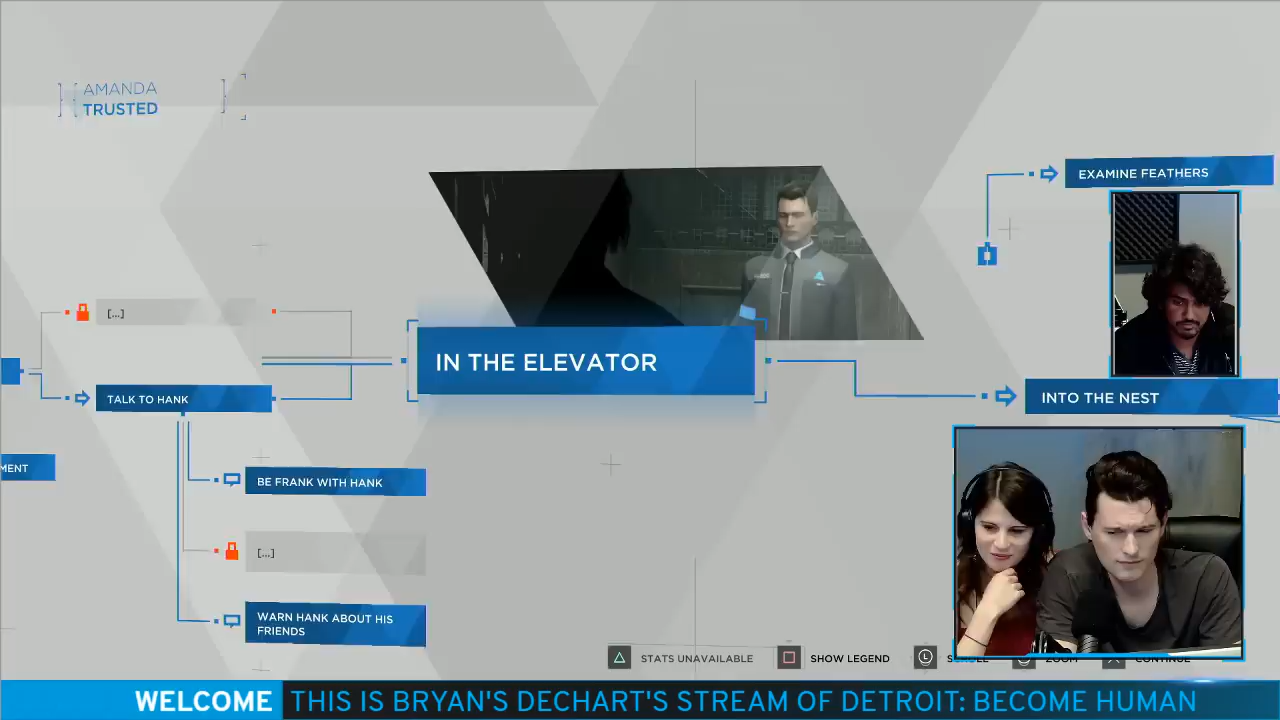 AMANDA
TRUSTED
EXAMINE FEATHERS
[...]
IN THE ELEVATOR
TALK TO HANK
INTO THE NEST
MENT
BE FRANK WITH HANK
[...]
WARN HANK ABOUT HIS
FRIENDS
STATS UNAVAILABLE
SHOW LEGEND
L
WELCOME
THIS IS BRYAN'S DECHART'S STREAM OF DETROIT: BECOME HUMAN